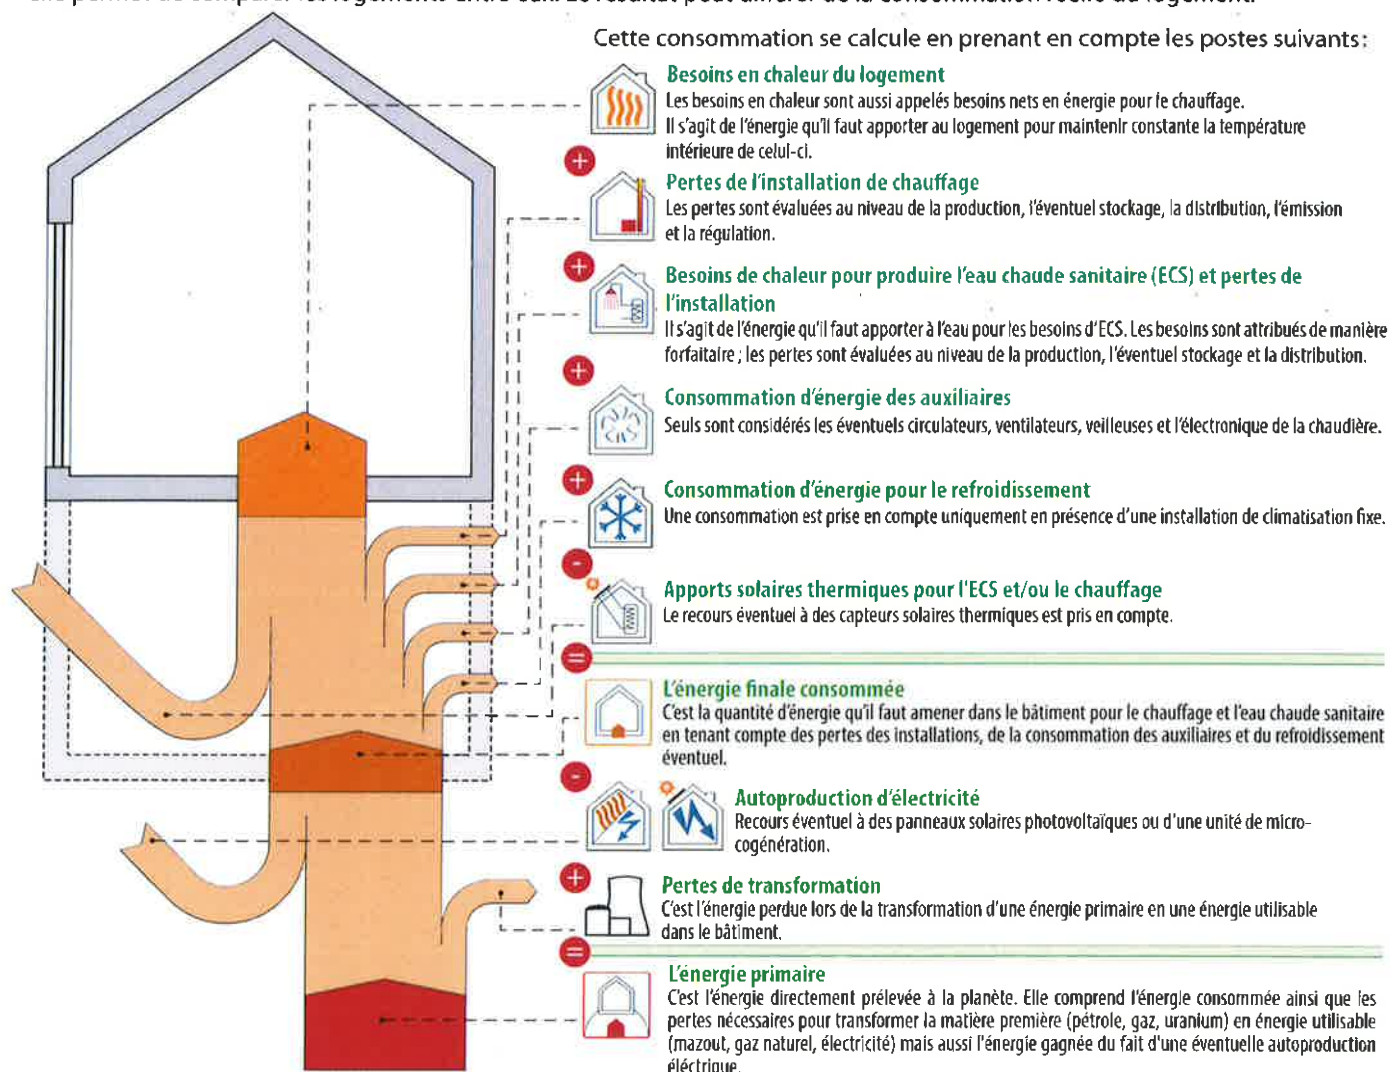 Cette consommation se calcule en prenant en compte les postes suivants :
Besoins en chaleur du logement
Les besoins en chaleur sont aussi appelés besoins nets en énergie pour le chauffage.
Il s'agit de l'énergie qu'il faut apporter au logement pour maintenir constante la température
intérieure de celui-ci.
+
Pertes de l'installation de chauffage
Les pertes sont évaluées au niveau de la production, l'éventuel stockage, la distribution, l'émission
et la régulation.
+
Besoins de chaleur pour produire l'eau chaude sanitaire (ECS) et pertes de
l'installation
Il s'agit de l'énergie qu'il faut apporter à l'eau pour les besoins d'ECS. Les besoins sont attribués de manière
forfaitaire ; les pertes sont évaluées au niveau de la production, l'éventuel stockage et la distribution.
+
Consommation d'énergie des auxiliaires
Seuls sont considérés les éventuels circulateurs, ventilateurs, veilleuses et l'électronique de la chaudière.
+
Consommation d'énergie pour le refroidissement
Une consommation est prise en compte uniquement en présence d'une installation de climatisation fixe.
-
Apports solaires thermiques pour l'ECS et/ou le chauffage
Le recours éventuel à des capteurs solaires thermiques est pris en compte.
=
L'énergie finale consommée
C'est la quantité d'énergie qu'il faut amener dans le bâtiment pour le chauffage et l'eau chaude sanitaire
en tenant compte des pertes des installations, de la consommation des auxiliaires et du refroidissement
éventuel.
-
Autoproduction d'électricité
Recours éventuel à des panneaux solaires photovoltaïques ou d'une unité de micro-
cogénération.
+
Pertes de transformation
C'est l'énergie perdue lors de la transformation d'une énergie primaire en une énergie utilisable
dans le bâtiment.
=
L'énergie primaire
C'est l'énergie directement prélevée à la planète. Elle comprend l'énergie consommée ainsi que les
pertes nécessaires pour transformer la matière première (pétrole, gaz, uranium) en énergie utilisable
(mazout, gaz naturel, électricité) mais aussi l'énergie gagnée du fait d'une éventuelle autoproduction
éléctrique.